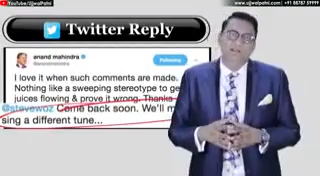 YouTube/UjjwalPatni
www.ujjwalpatni.com, +91 88787 59999
Twitter Reply
anand mahindra
@anandmahindra
Following
I love it when such comments are made.
Nothing like a sweeping stereotype to ge
juices flowing & prove it wrong. Thanks
@stevewoz Come back soon. We'll m
sing a different tune...